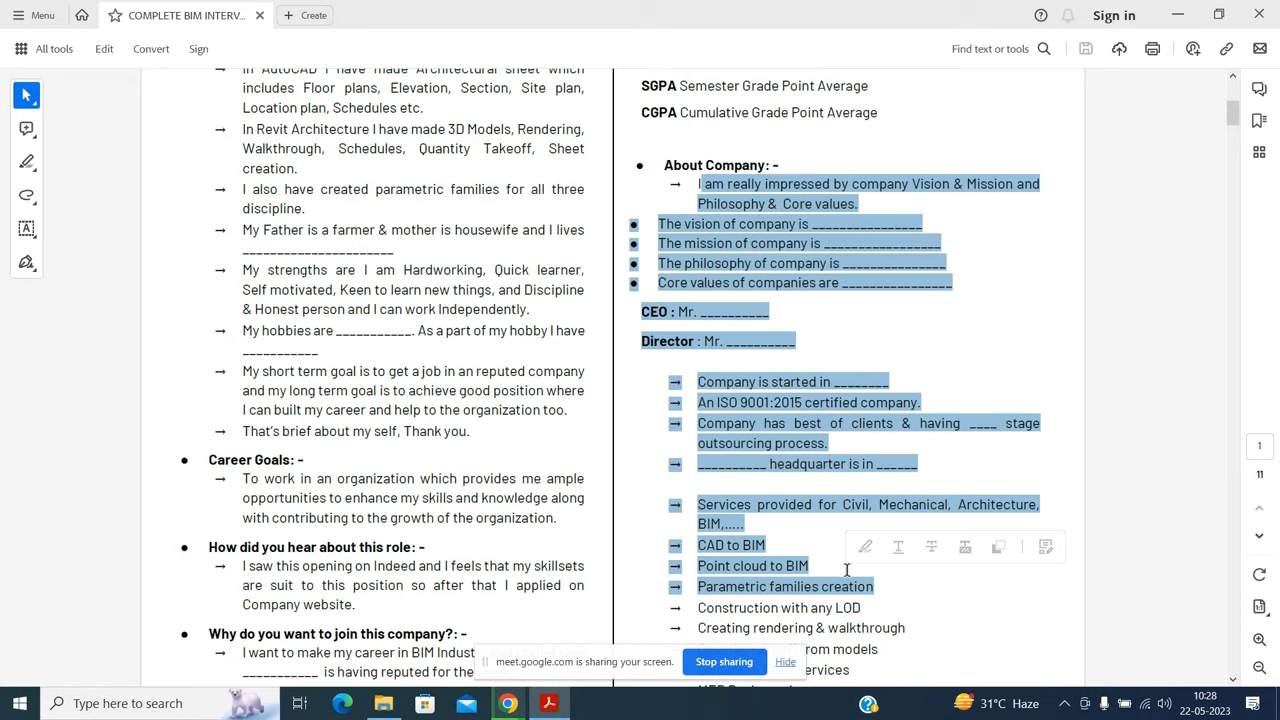 Menu
COMPLETE BIM INTERV...
Create
Sign in
All tools
Edit
Convert
Sign
Find text or tools
In AutoCAD I have made Architectural sheet which
includes Floor plans, Elevation, Section, Site plan,
Location plan, Schedules etc.
→ In Revit Architecture I have made 3D Models, Rendering,
Walkthrough, Schedules, Quantity Takeoff, Sheet
creation.
→ I also have created parametric families for all three
discipline.
→ My Father is a farmer & mother is housewife and I lives
____________________
→ My strengths are I am Hardworking, Quick learner,
Self motivated, Keen to learn new things, and Discipline
& Honest person and I can work Independently.
→ My hobbies are __________. As a part of my hobby I have
__________
→ My short term goal is to get a job in an reputed company
and my long term goal is to achieve good position where
I can built my career and help to the organization too.
→ That's brief about my self, Thank you.
● Career Goals: -
→ To work in an organization which provides me ample
opportunities to enhance my skills and knowledge along
with contributing to the growth of the organization.
● How did you hear about this role: -
→ I saw this opening on Indeed and I feels that my skillsets
are suit to this position so after that I applied on
Company website.
● Why do you want to join this company?: -
→ I want to make my career in BIM Indus
__________ is having reputed for the
SGPA Semester Grade Point Average
CGPA Cumulative Grade Point Average
● About Company: -
→ I am really impressed by company Vision & Mission and
Philosophy & Core values.
● The vision of company is _______________
● The mission of company is ________________
● The philosophy of company is ______________
● Core values of companies are _______________
CEO : Mr. __________
Director : Mr. __________
→ Company is started in ________
→ An ISO 9001:2015 certified company.
→ Company has best of clients & having ____ stage
outsourcing process.
→ __________ headquarter is in ______
→ Services provided for Civil, Mechanical, Architecture,
BIM,.....
→ CAD to BIM
→ Point cloud to BIM
→ Parametric families creation
→ Construction with any LOD
→ Creating rendering & walkthrough
rom models
ervices
1
11
meet.google.com is sharing your screen.
Stop sharing
Hide
Type here to search
31°C Haze
ENG
10:28
22-05-2023